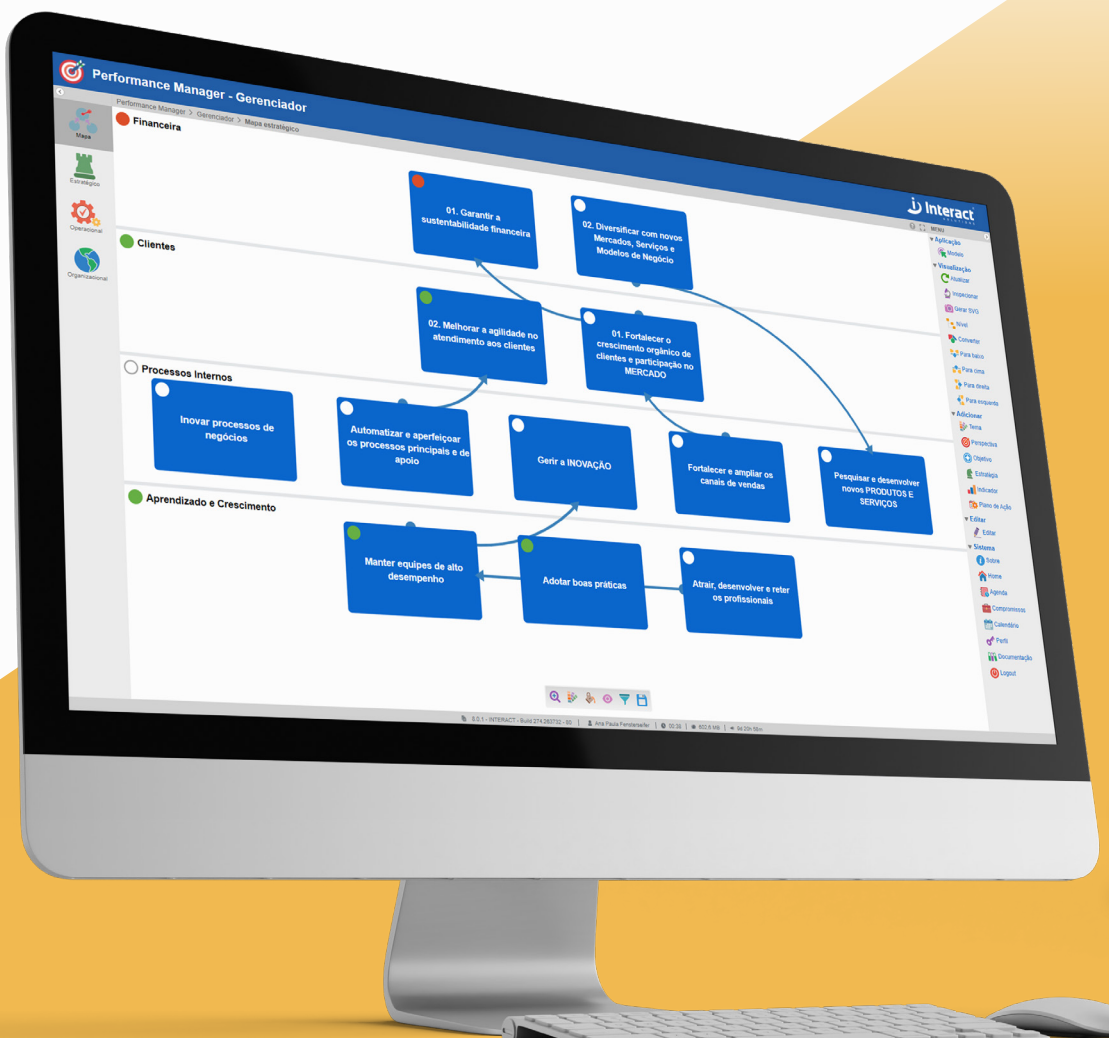 Performance Manager - Gerenciador
Performance Manager > Gerenciador > Mapa estratégico
Mapa
Estratégico
Operacional
Organizacional
Financeira
01. Garantir a
sustentabilidade financeira
02. Diversificar com novos
Mercados, Serviços e
Modelos de Negócio
Clientes
02. Melhorar a agilidade no
atendimento aos clientes
01. Fortalecer o
crescimento orgânico de
clientes e participação no
MERCADO
Processos Internos
Inovar processos de
negócios
Automatizar e aperfeiçoar
os processos principais e de
apoio
Gerir a INOVAÇÃO
Fortalecer e ampliar os
canais de vendas
Pesquisar e desenvolver
novos PRODUTOS E
SERVIÇOS
Aprendizado e Crescimento
Manter equipes de alto
desempenho
Adotar boas práticas
Atrair, desenvolver e reter
os profissionais
Interact
SOLUTIONS
MENU
Aplicação
Modelo
Visualização
Atualizar
Inspecionar
Gerar SVG
Nível
Converter
Para baixo
Para cima
Para direita
Para esquerda
Adicionar
Tema
Perspectiva
Objetivo
Estratégia
Indicador
Plano de Ação
Editar
Editar
Sistema
Sobre
Home
Agenda
Compromissos
Calendário
Perfil
Documentação
Logout
- INTERACT - Build
Ana Paula